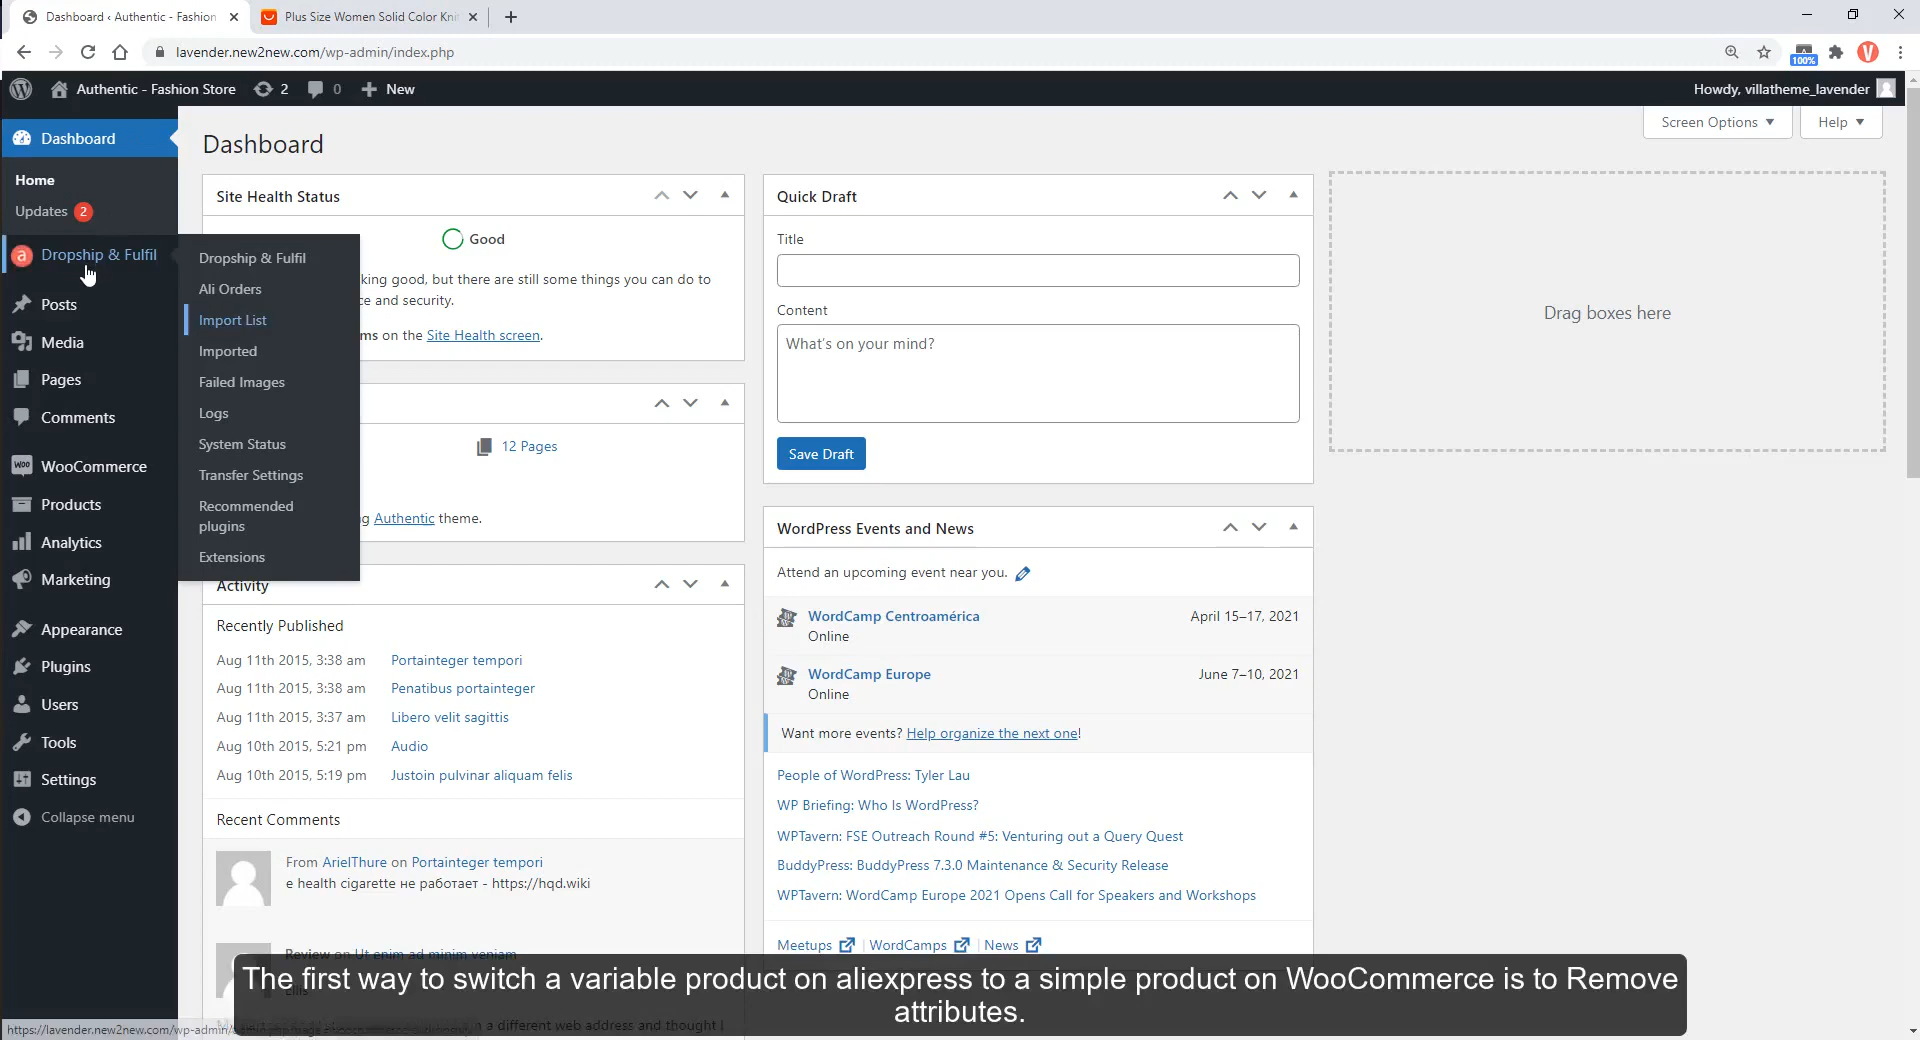 Dashboard ‹ Authentic - Fashion
Plus Size Women Solid Color Kni
lavender.new2new.com/wp-admin/index.php
100%
V
Authentic - Fashion Store
2
0
New
Howdy, villatheme_lavender
Screen Options
Help
Dashboard
Home
Updates 2
Dropship & Fulfil
Posts
Media
Pages
Comments
WooCommerce
Products
Analytics
Marketing
Appearance
Plugins
Users
Tools
Settings
Collapse menu
Dropship & Fulfil
Ali Orders
Import List
Imported
Failed Images
Logs
System Status
Transfer Settings
Recommended
plugins
Extensions
Dashboard
Site Health Status
Good
king good, but there are still some things you can do to
ce and security.
ms on the Site Health screen.
12 Pages
g Authentic theme.
Activity
Recently Published
Aug 11th 2015, 3:38 am Portainteger tempori
Aug 11th 2015, 3:38 am Penatibus portainteger
Aug 11th 2015, 3:37 am Libero velit sagittis
Aug 10th 2015, 5:21 pm Audio
Aug 10th 2015, 5:19 pm Justoin pulvinar aliquam felis
Recent Comments
From ArielThure on Portainteger tempori
e health cigarette не работает - https://hqd.wiki
Review on Ut enim ad minim veniam
Quick Draft
Title
Content
What's on your mind?
Save Draft
WordPress Events and News
Attend an upcoming event near you.
WordCamp Centroamérica April 15–17, 2021
Online
WordCamp Europe June 7–10, 2021
Online
Want more events? Help organize the next one!
People of WordPress: Tyler Lau
WP Briefing: Who Is WordPress?
WPTavern: FSE Outreach Round #5: Venturing out a Query Quest
BuddyPress: BuddyPress 7.3.0 Maintenance & Security Release
WPTavern: WordCamp Europe 2021 Opens Call for Speakers and Workshops
Meetups | WordCamps | News
Drag boxes here
The first way to switch a variable product on aliexpress to a simple product on WooCommerce is to Remove
attributes.
a different web address and thought I
https://lavender.new2new.com/wp-admin/